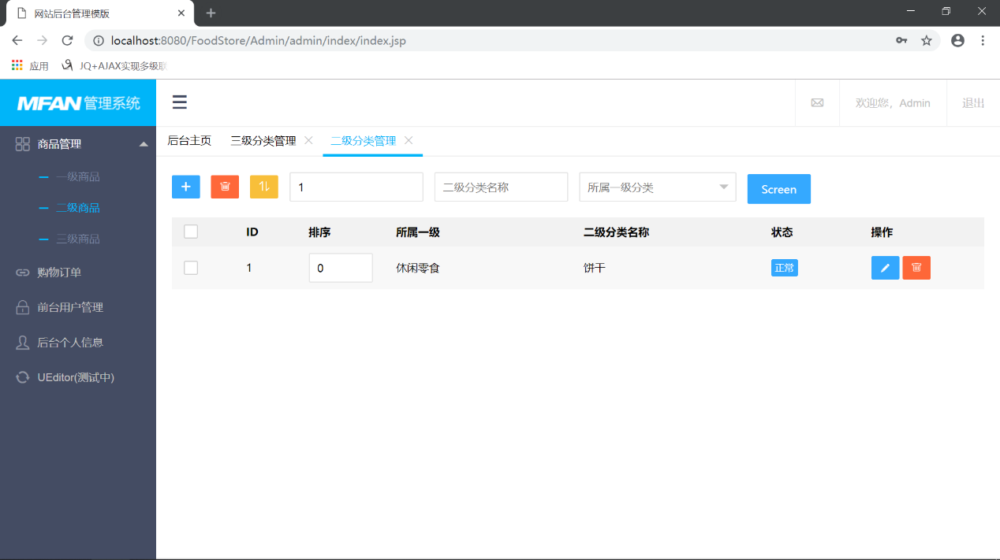 网站后台管理模版
localhost:8080/FoodStore/Admin/admin/index/index.jsp
应用 JQ+AJAX实现多级联
MFAN管理系统
欢迎您，Admin 退出
商品管理
一级商品
二级商品
三级商品
购物订单
前台用户管理
后台个人信息
UEditor(测试中)
后台主页 三级分类管理 二级分类管理
1 二级分类名称 所属一级分类 Screen
ID 排序 所属一级 二级分类名称 状态 操作
1 0 休闲零食 饼干 正常